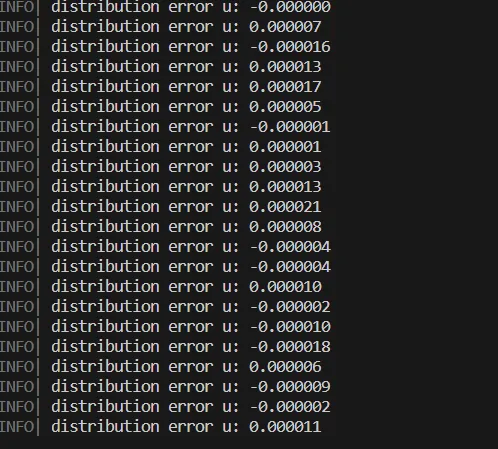 INFO| distribution error u: -0.000000
INFO| distribution error u: 0.000007
INFO| distribution error u: -0.000016
INFO| distribution error u: 0.000013
INFO| distribution error u: 0.000017
INFO| distribution error u: 0.000005
INFO| distribution error u: -0.000001
INFO| distribution error u: 0.000001
INFO| distribution error u: 0.000003
INFO| distribution error u: 0.000013
INFO| distribution error u: 0.000021
INFO| distribution error u: 0.000008
INFO| distribution error u: -0.000004
INFO| distribution error u: -0.000004
INFO| distribution error u: 0.000010
INFO| distribution error u: -0.000002
INFO| distribution error u: -0.000010
INFO| distribution error u: -0.000018
INFO| distribution error u: 0.000006
INFO| distribution error u: -0.000009
INFO| distribution error u: -0.000002
INFO| distribution error u: 0.000011